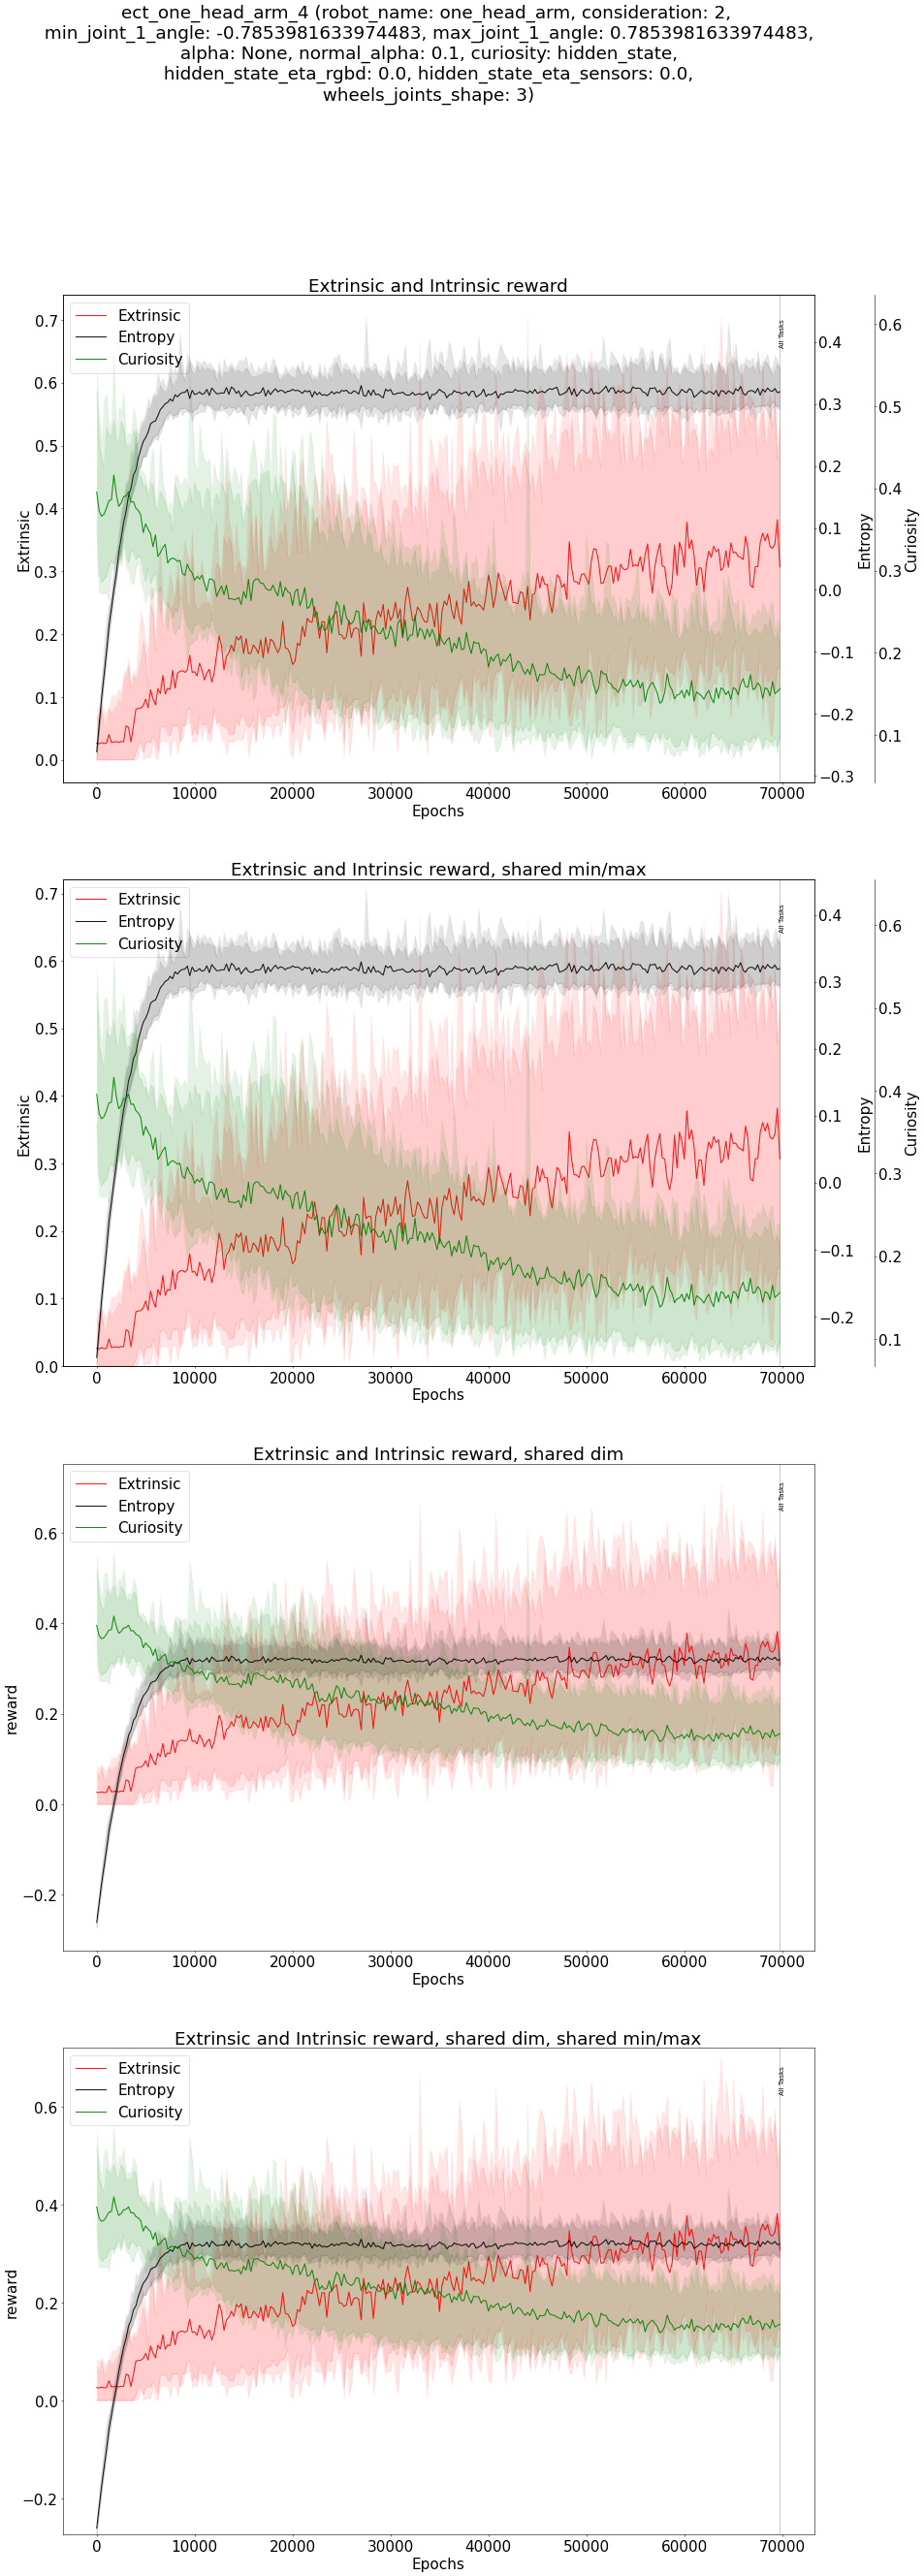 ect_one_head_arm_4 (robot_name: one_head_arm, consideration: 2,
min_joint_1_angle: -0.7853981633974483, max_joint_1_angle: 0.7853981633974483,
alpha: None, normal_alpha: 0.1, curiosity: hidden_state,
hidden_state_eta_rgbd: 0.0, hidden_state_eta_sensors: 0.0,
wheels_joints_shape: 3)
Extrinsic and Intrinsic reward
Extrinsic
Entropy
Curiosity
All Tasks
0.7
0.6
0.5
0.4
0.3
0.2
0.1
0.0
Extrinsic
0.4
0.3
0.2
0.1
0.0
−0.1
−0.2
−0.3
Entropy
0.6
0.5
0.4
0.3
0.2
0.1
Curiosity
0 10000 20000 30000 40000 50000 60000 70000
Epochs
Extrinsic and Intrinsic reward, shared min/max
Extrinsic
Entropy
Curiosity
All Tasks
0.7
0.6
0.5
0.4
0.3
0.2
0.1
0.0
Extrinsic
0.4
0.3
0.2
0.1
0.0
−0.1
−0.2
Entropy
0.6
0.5
0.4
0.3
0.2
0.1
Curiosity
0 10000 20000 30000 40000 50000 60000 70000
Epochs
Extrinsic and Intrinsic reward, shared dim
Extrinsic
Entropy
Curiosity
All Tasks
0.6
0.4
0.2
0.0
−0.2
reward
0 10000 20000 30000 40000 50000 60000 70000
Epochs
Extrinsic and Intrinsic reward, shared dim, shared min/max
Extrinsic
Entropy
Curiosity
All Tasks
0.6
0.4
0.2
0.0
−0.2
reward
0 10000 20000 30000 40000 50000 60000 70000
Epochs